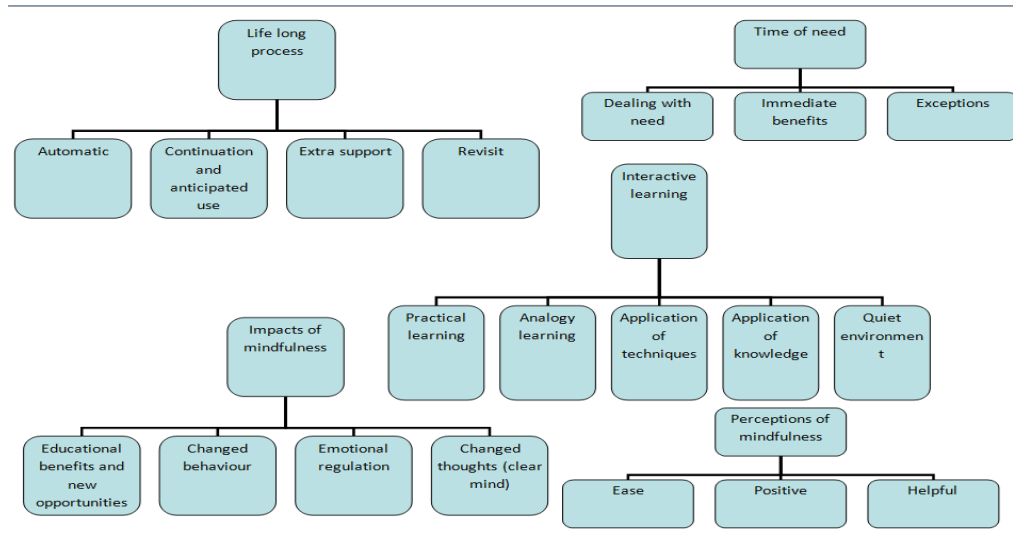 Life long
process
Automatic
Continuation
and
anticipated
use
Extra support
Revisit
Time of need
Dealing with
need
Immediate
benefits
Exceptions
Interactive
learning
Practical
learning
Analogy
learning
Application
of
techniques
Application
of
knowledge
Quiet
environmen
t
Impacts of
mindfulness
Educational
benefits and
new
opportunities
Changed
behaviour
Emotional
regulation
Changed
thoughts (clear
mind)
Perceptions of
mindfulness
Ease
Positive
Helpful